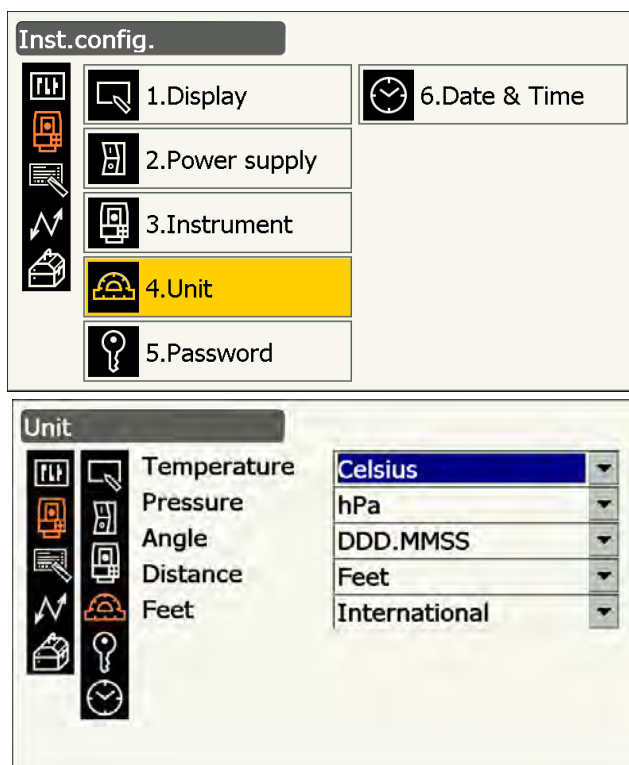 Inst.config.
1.Display
6.Date & Time
2.Power supply
3.Instrument
4.Unit
5.Password
Unit
Temperature Celsius
Pressure hPa
Angle DDD.MMSS
Distance Feet
Feet International